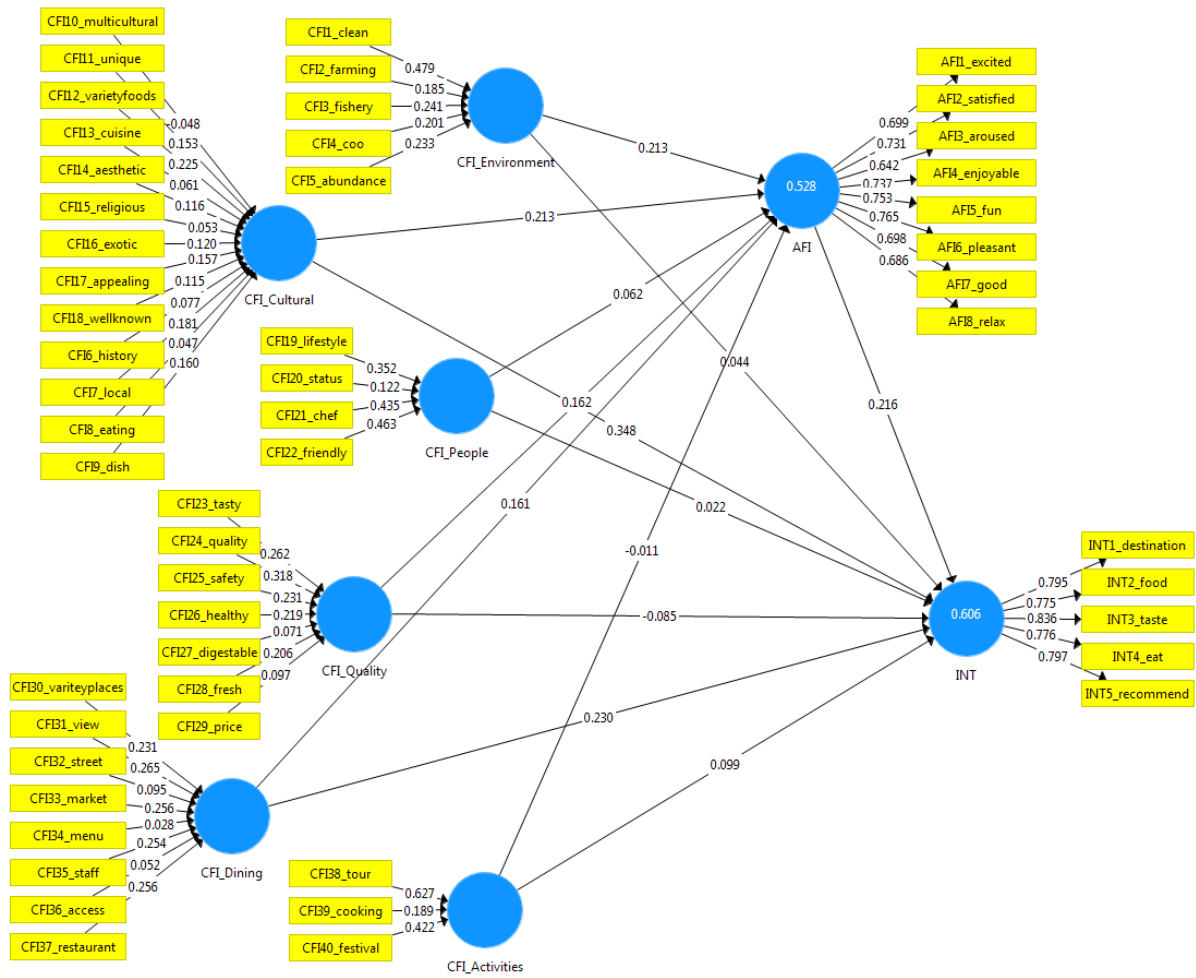 CFI10_multicultural
CFI11_unique
CFI12_varietyfoods
CFI13_cuisine
CFI14_aesthetic
CFI15_religious
CFI16_exotic
CFI17_appealing
CFI18_wellknown
CFI6_history
CFI7_local
CFI8_eating
CFI9_dish
-0.048
0.153
0.225
0.061
0.116
0.053
0.120
0.157
0.115
0.077
0.181
0.047
0.160
CFI_Cultural
CFI1_clean
CFI2_farming
CFI3_fishery
CFI4_coo
CFI5_abundance
0.479
0.185
0.241
0.201
0.233
CFI_Environment
CFI19_lifestyle
CFI20_status
CFI21_chef
CFI22_friendly
0.352
0.122
0.435
0.463
CFI_People
CFI23_tasty
CFI24_quality
CFI25_safety
CFI26_healthy
CFI27_digestable
CFI28_fresh
CFI29_price
0.262
0.318
0.231
0.219
0.071
0.206
0.097
CFI_Quality
CFI30_variteyplaces
CFI31_view
CFI32_street
CFI33_market
CFI34_menu
CFI35_staff
CFI36_access
CFI37_restaurant
0.231
0.265
0.095
0.256
0.028
0.254
0.052
0.256
CFI_Dining
CFI38_tour
CFI39_cooking
CFI40_festival
0.627
0.189
0.422
CFI_Activities
0.213
0.213
0.062
0.044
0.162
0.348
0.216
0.161
0.022
-0.011
-0.085
0.230
0.099
0.528
AFI
0.699
0.731
0.642
0.737
0.753
0.765
0.698
0.686
AFI1_excited
AFI2_satisfied
AFI3_aroused
AFI4_enjoyable
AFI5_fun
AFI6_pleasant
AFI7_good
AFI8_relax
0.606
INT
0.795
0.775
0.836
0.776
0.797
INT1_destination
INT2_food
INT3_taste
INT4_eat
INT5_recommend